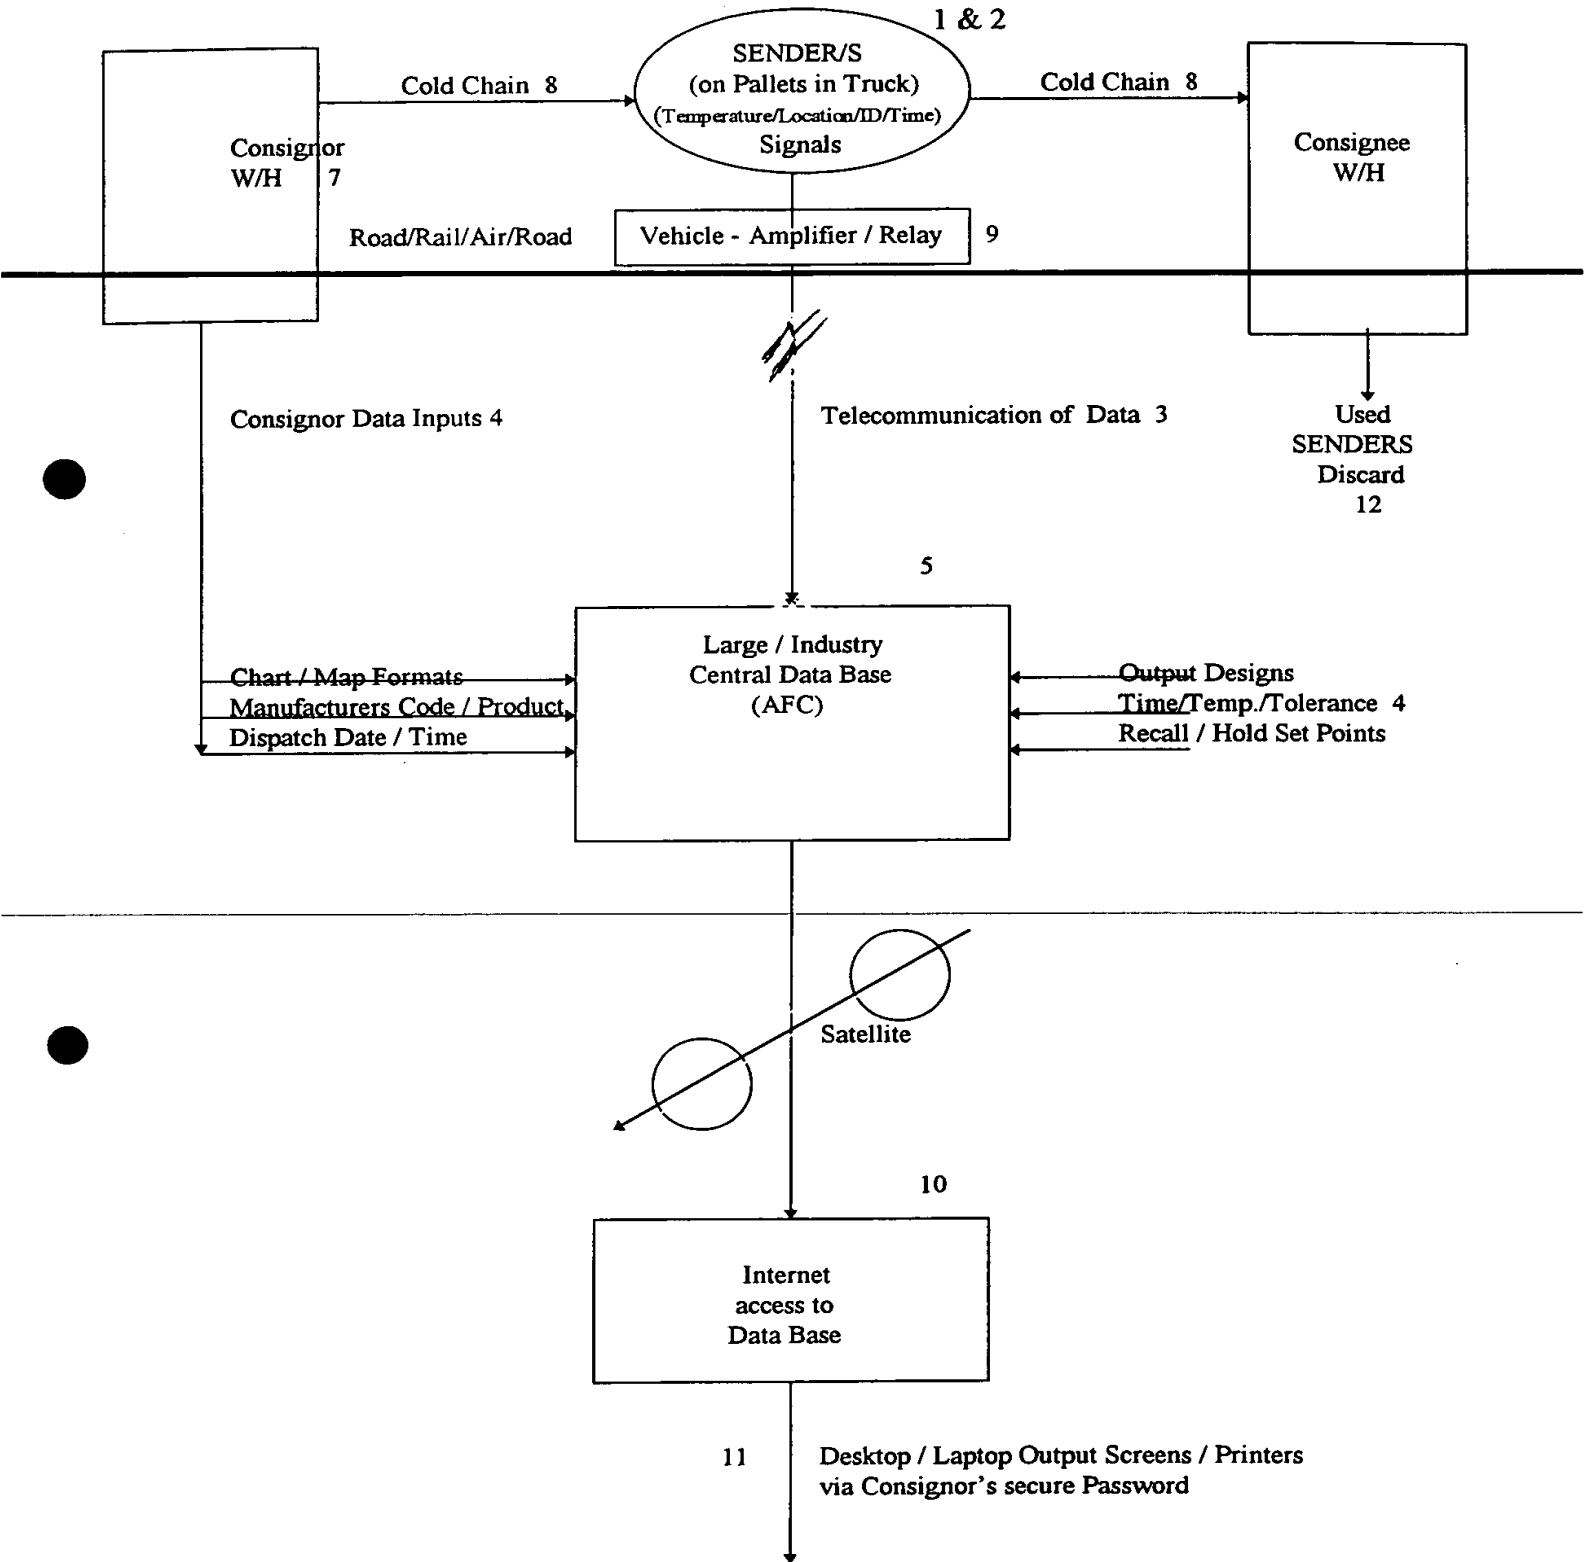 1 & 2
SENDER/S
(on Pallets in Truck)
(Temperature/Location/ID/Time)
Signals
Cold Chain 8
Cold Chain 8
Consignor
W/H 7
Consignee
W/H
Road/Rail/Air/Road
Vehicle - Amplifier / Relay 9
Consignor Data Inputs 4
Telecommunication of Data 3
Used
SENDERS
Discard
12
5
Large / Industry
Central Data Base
(AFC)
Chart / Map Formats
Manufacturers Code / Product
Dispatch Date / Time
Output Designs
Time/Temp./Tolerance 4
Recall / Hold Set Points
Satellite
10
Internet
access to
Data Base
11
Desktop / Laptop Output Screens / Printers
via Consignor's secure Password